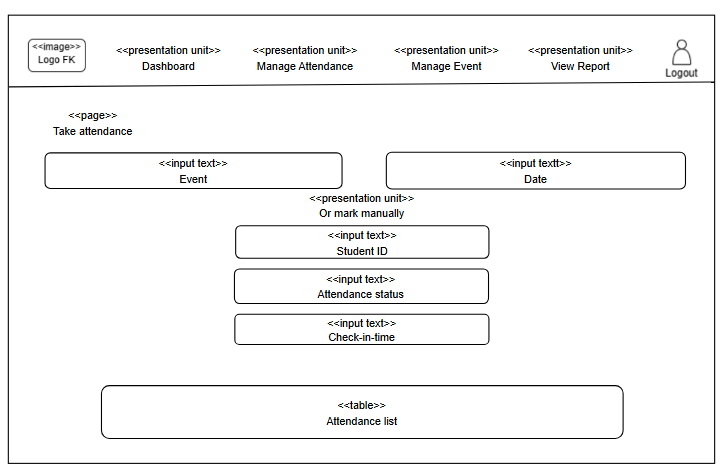 <<image>>
Logo FK
<<presentation unit>>
Dashboard
<<presentation unit>>
Manage Attendance
<<presentation unit>>
Manage Event
<<presentation unit>>
View Report
Logout
<<page>>
Take attendance
<<input text>>
Event
<<input textt>>
Date
<<presentation unit>>
Or mark manually
<<input text>>
Student ID
<<input text>>
Attendance status
<<input text>>
Check-in-time
<<table>>
Attendance list